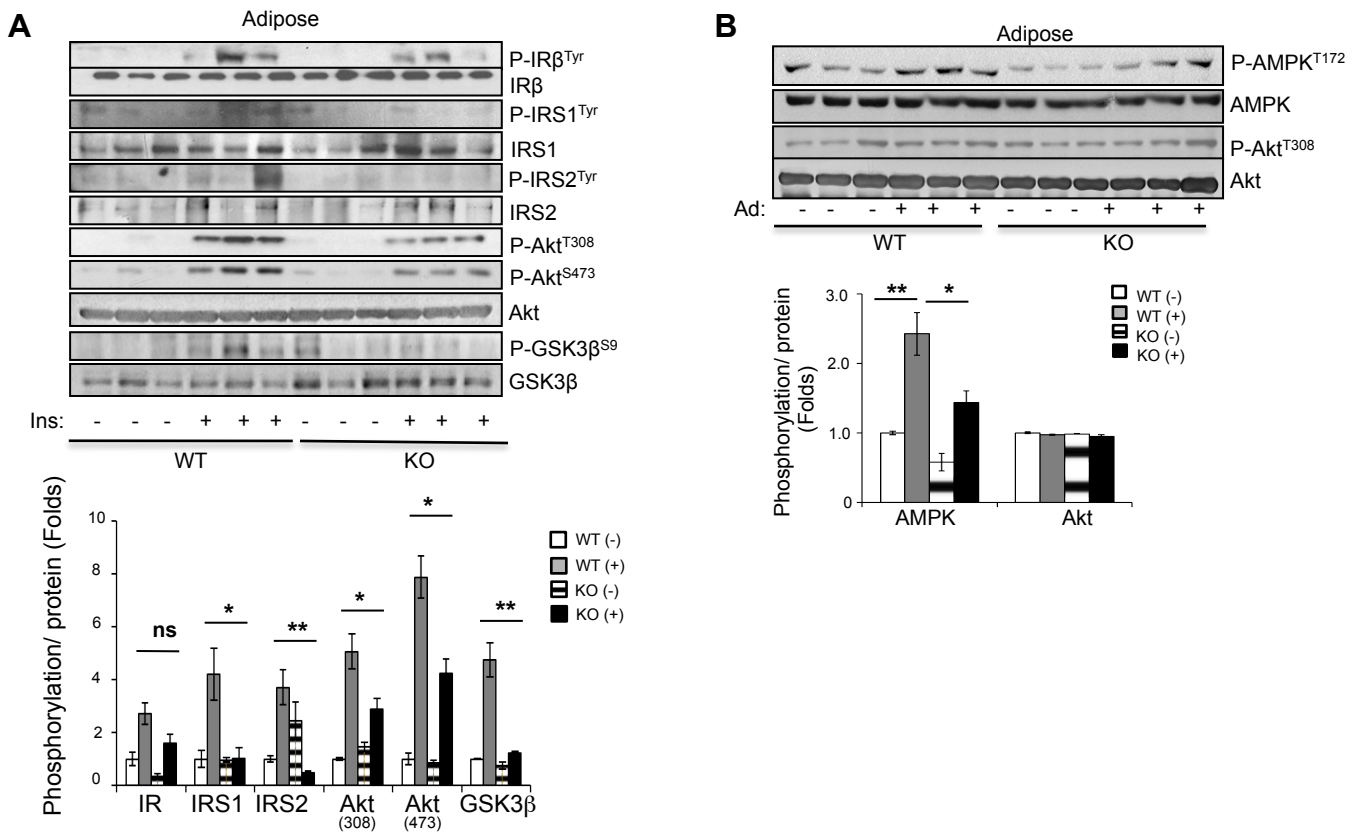 A
Adipose
P-IRβTyr
IRβ
P-IRS1Tyr
IRS1
P-IRS2Tyr
IRS2
P-AktT308
P-AktS473
Akt
P-GSK3βS9
GSK3β
Ins: - - - + + + - - - + + +
WT KO
Phosphorylation/ protein (Folds)
10
8
6
4
2
0
ns
*
**
*
*
**
IR IRS1 IRS2 Akt (308) Akt (473) GSK3β
WT (-)
WT (+)
KO (-)
KO (+)
B
Adipose
P-AMPKT172
AMPK
P-AktT308
Akt
Ad: - - - + + + - - - + + +
WT KO
Phosphorylation/ protein
(Folds)
3.0
2.0
1.0
0
** *
AMPK Akt
WT (-)
WT (+)
KO (-)
KO (+)